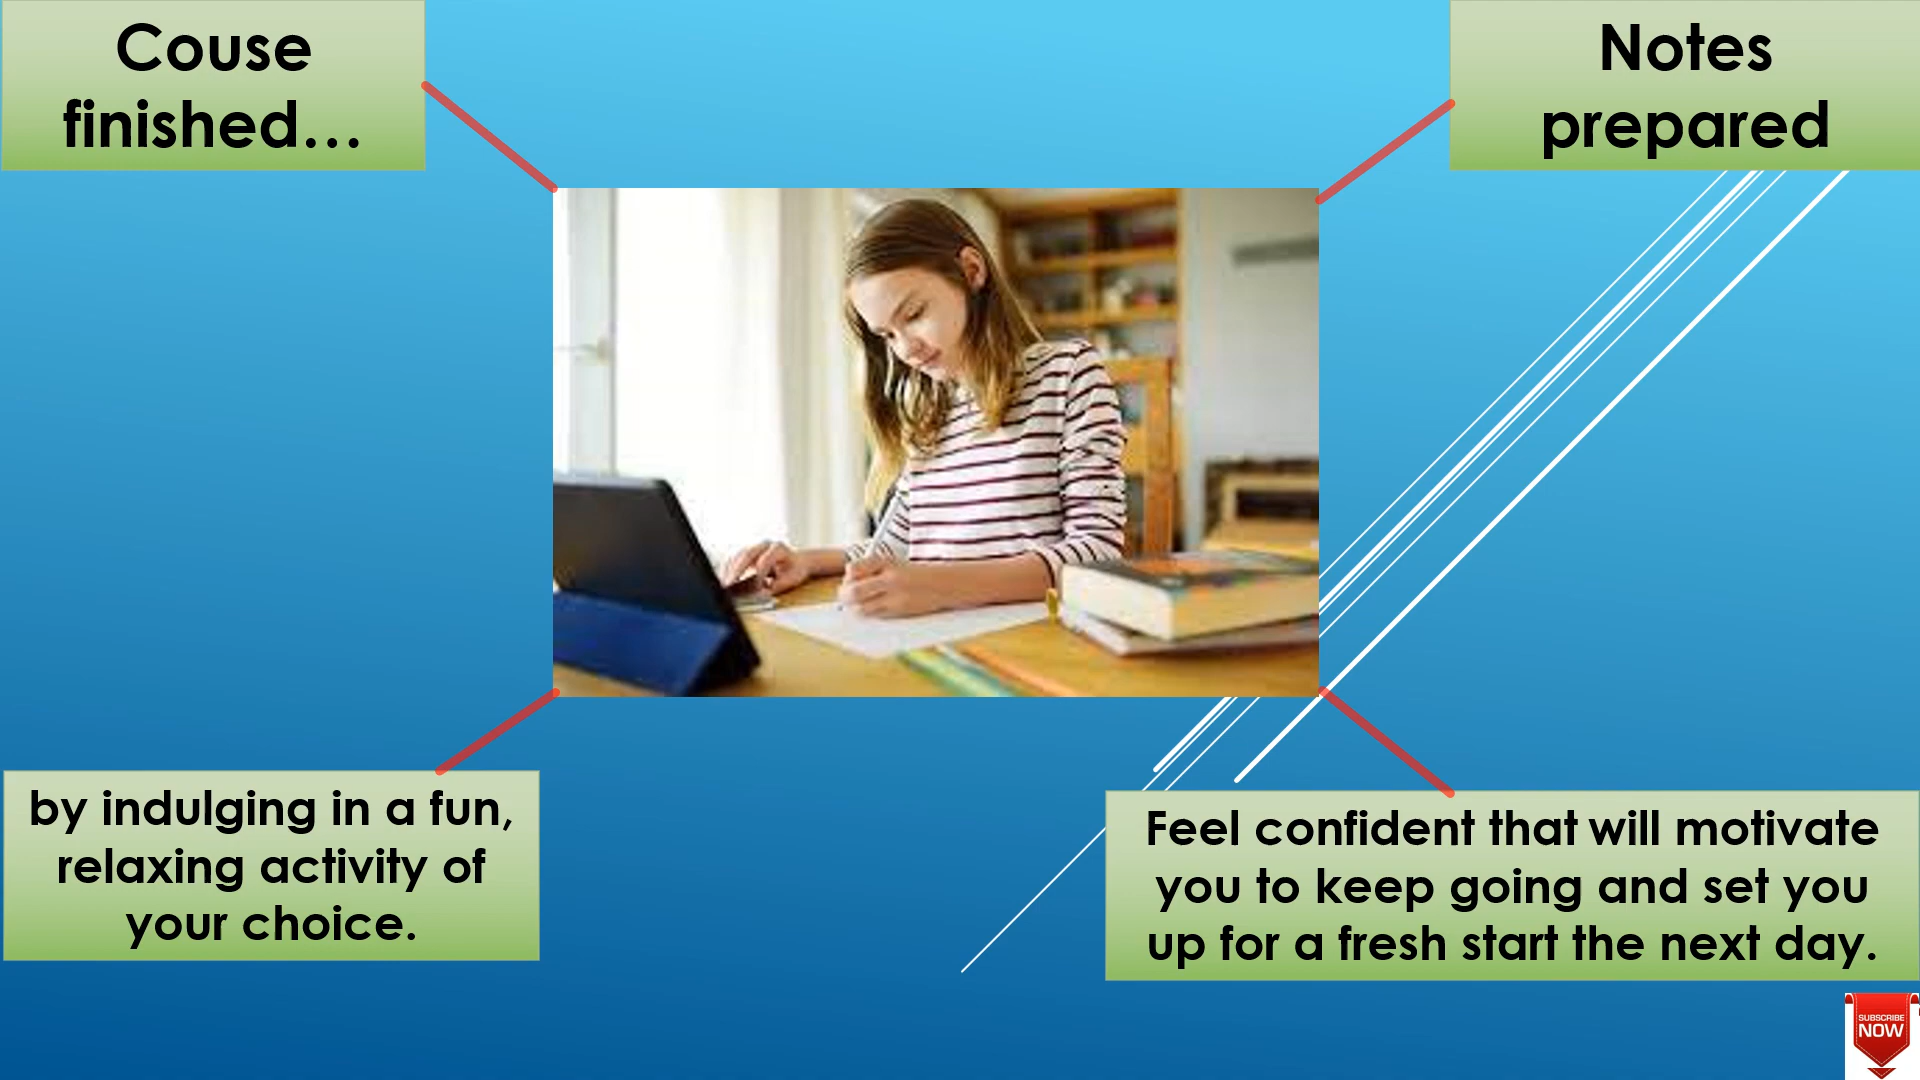 Couse
finished…
Notes
prepared
by indulging in a fun,
relaxing activity of
your choice.
Feel confident that will motivate
you to keep going and set you
up for a fresh start the next day.
SUBSCRIBE
NOW